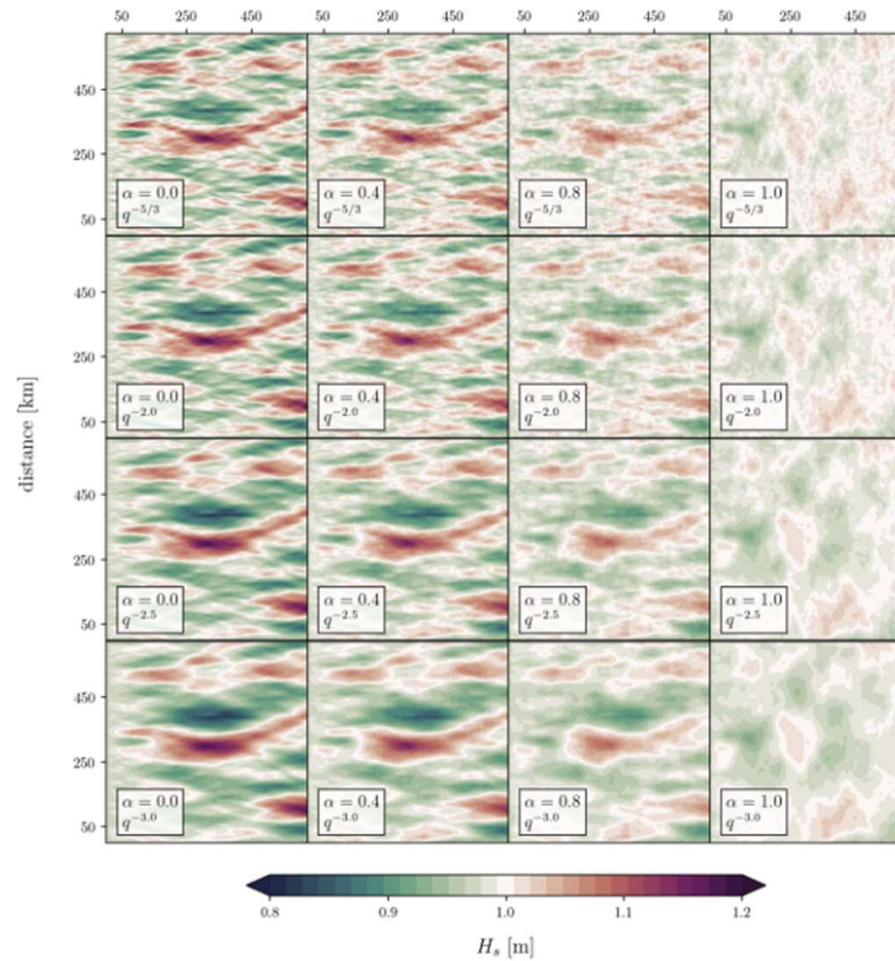 50 250 450 50 250 450 50 250 450 50 250 450
450
250
50
α = 0.0
q^{-5/3}
α = 0.4
q^{-5/3}
α = 0.8
q^{-5/3}
α = 1.0
q^{-5/3}
450
250
50
α = 0.0
q^{-2.0}
α = 0.4
q^{-2.0}
α = 0.8
q^{-2.0}
α = 1.0
q^{-2.0}
distance [km]
450
250
50
α = 0.0
q^{-2.5}
α = 0.4
q^{-2.5}
α = 0.8
q^{-2.5}
α = 1.0
q^{-2.5}
450
250
50
α = 0.0
q^{-3.0}
α = 0.4
q^{-3.0}
α = 0.8
q^{-3.0}
α = 1.0
q^{-3.0}
0.8 0.9 1.0 1.1 1.2
H_s [m]